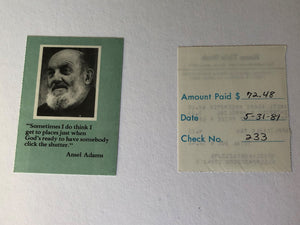 "Sometimes I do think I
get to places just when
God's ready to have somebody
click the shutter."
Ansel Adams
Amount Paid $ 72.48
Date 5-31-81
Check No. 233